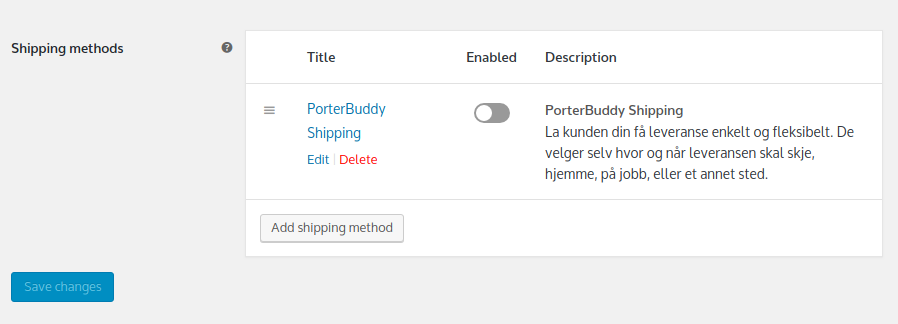 Shipping methods
Title Enabled Description
PorterBuddy
Shipping
Edit | Delete
PorterBuddy Shipping
La kunden din få leveranse enkelt og fleksibelt. De
velger selv hvor og når leveransen skal skje,
hjemme, på jobb, eller et annet sted.
Add shipping method
Save changes